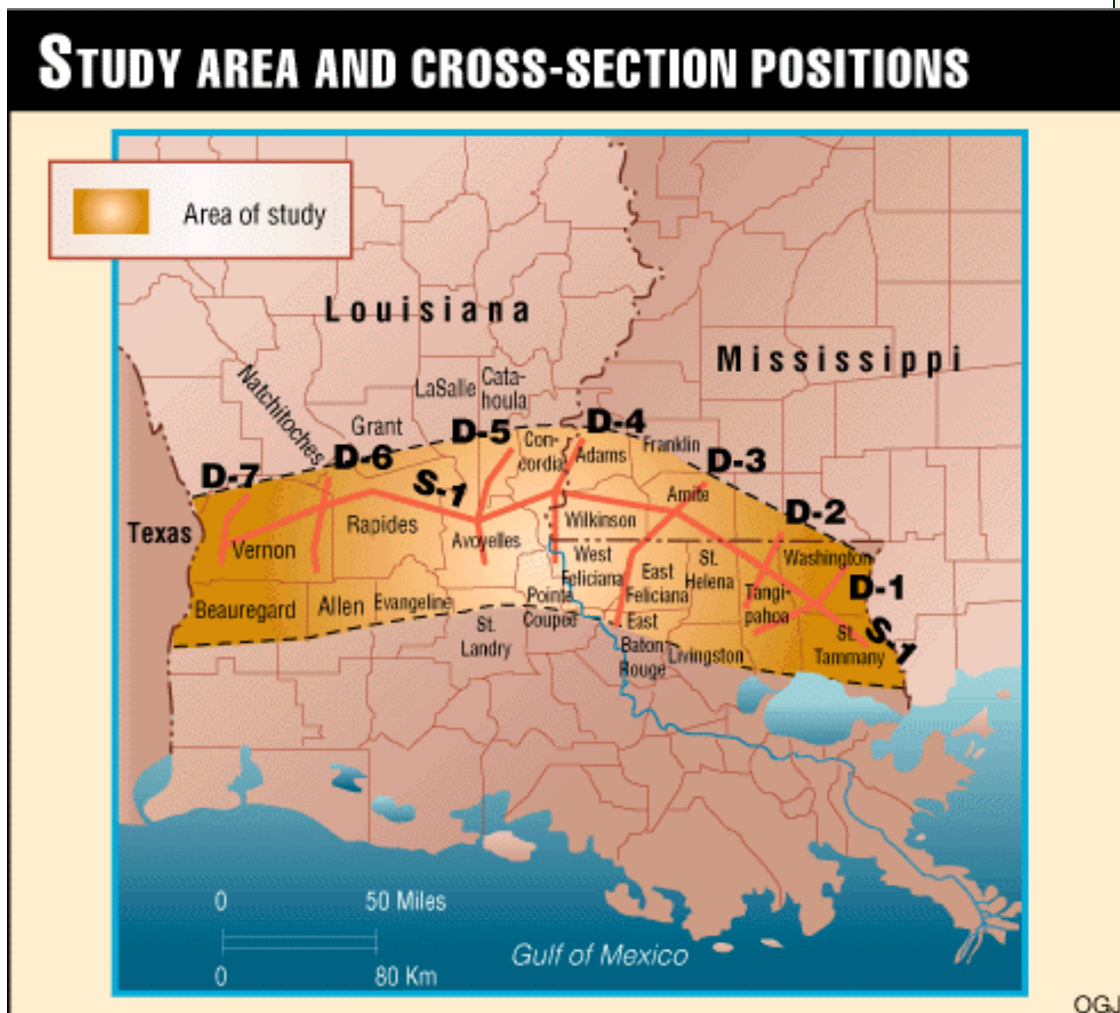 STUDY AREA AND CROSS-SECTION POSITIONS
Area of study
Louisiana
Mississippi
Natchitoches
LaSalle
Cata-
houla
Grant
D-5
Con-
cordia
D-4
Adams
Franklin
D-3
D-7
D-6
S-1
Amite
D-2
Texas
Vernon
Rapides
Avoyelles
Wilkinson
West
Feliciana
East
Feliciana
St.
Helena
Washington
D-1
Tangi-
pahoa
Beauregard
Allen
Evangeline
Pointe
Coupee
St.
Landry
East
Baton
Rouge
Livingston
St.
Tammany
S-1
0
50 Miles
0
80 Km
Gulf of Mexico
OGJ